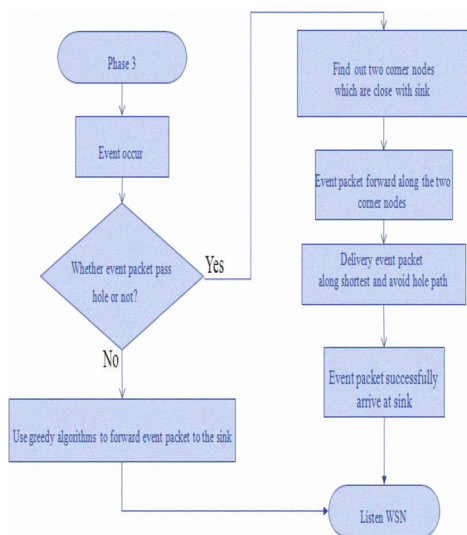 Phase 3
Event occur
Whether event packet pass
hole or not?
Yes
No
Use greedy algorithms to forward event packet to the sink
Find out two corner nodes
which are close with sink
Event packet forward along the two
corner nodes
Delivery event packet
along shortest and avoid hole path
Event packet successfully
arrive at sink
Listen WSN